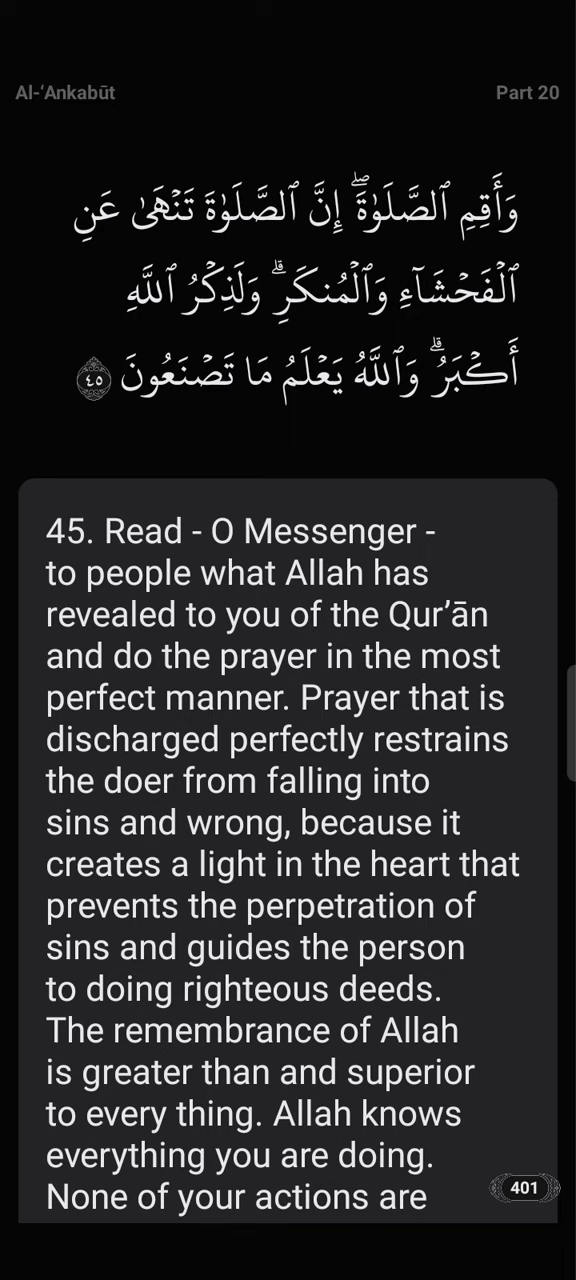 Al-‘Ankabūt
Part 20
وَأَقِمِ ٱلصَّلَوٰةَۖ إِنَّ ٱلصَّلَوٰةَ تَنْهَىٰ عَنِ
ٱلْفَحْشَآءِ وَٱلْمُنكَرِۗ وَلَذِكْرُ ٱللَّهِ
أَكْبَرُۗ وَٱللَّهُ يَعْلَمُ مَا تَصْنَعُونَ ٤٥
45. Read - O Messenger -
to people what Allah has
revealed to you of the Qur’ān
and do the prayer in the most
perfect manner. Prayer that is
discharged perfectly restrains
the doer from falling into
sins and wrong, because it
creates a light in the heart that
prevents the perpetration of
sins and guides the person
to doing righteous deeds.
The remembrance of Allah
is greater than and superior
to every thing. Allah knows
everything you are doing.
None of your actions are
401